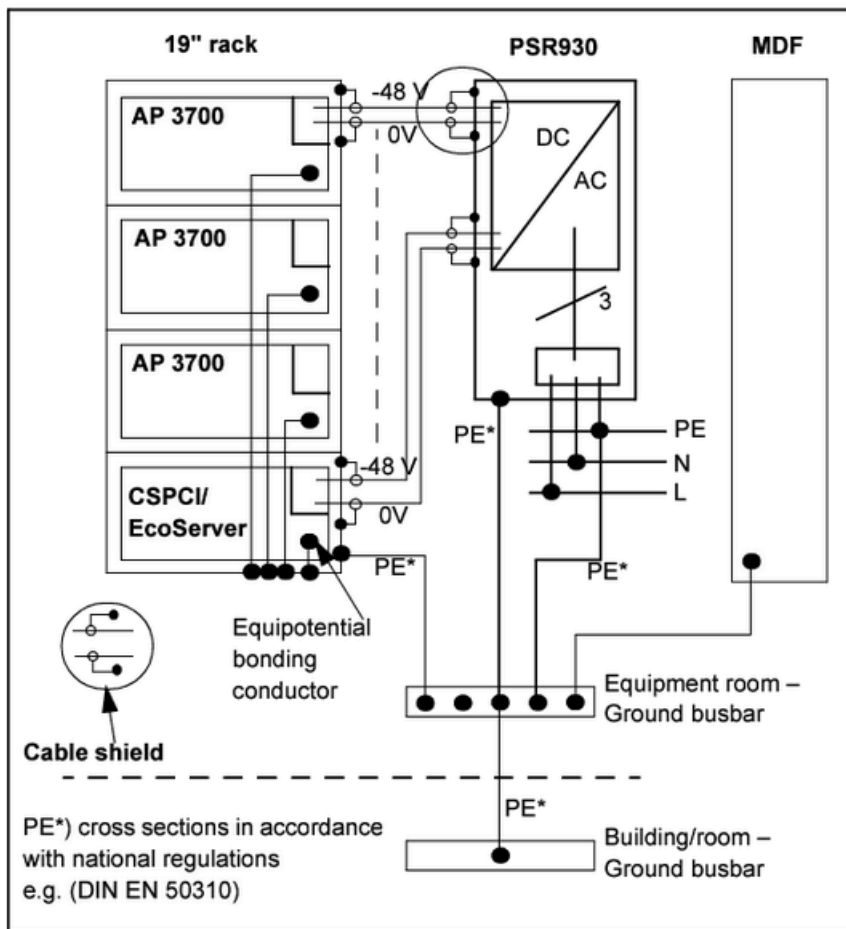 19" rack
PSR930
MDF
AP 3700
-48 V
0V
DC
AC
AP 3700
3
AP 3700
PE*
PE
N
L
CSPCI/
EcoServer
-48 V
0V
PE*
PE*
Equipotential
bonding
conductor
Equipment room –
Ground busbar
Cable shield
PE*
PE*) cross sections in accordance
with national regulations
e.g. (DIN EN 50310)
Building/room –
Ground busbar